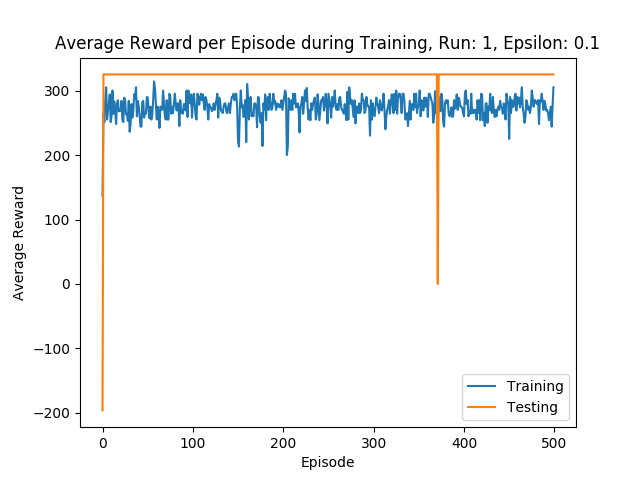 Average Reward per Episode during Training, Run: 1, Epsilon: 0.1
300
200
100
0
−100
−200
Average Reward
0
100
200
300
400
500
Episode
Training
Testing